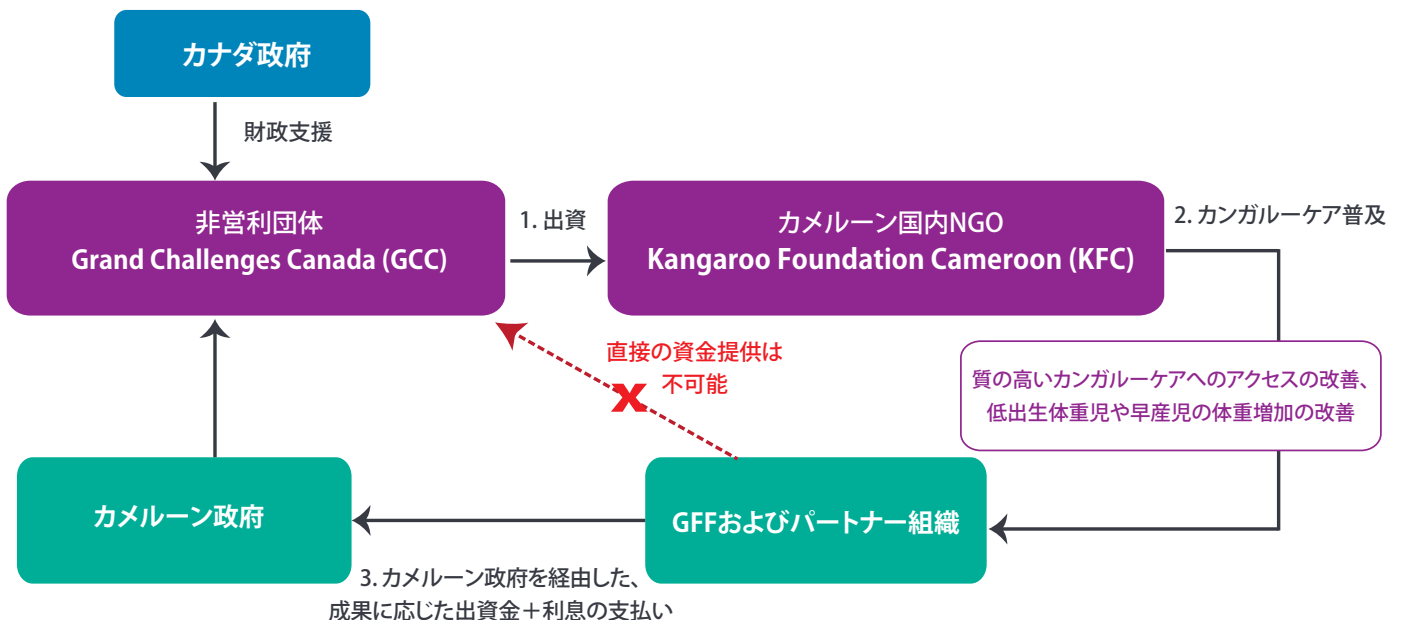 カナダ政府
財政支援
非営利団体
Grand Challenges Canada (GCC)
1. 出資
カメルーン国内NGO
Kangaroo Foundation Cameroon (KFC)
2. カンガルーケア普及
直接の資金提供は
不可能
質の高いカンガルーケアへのアクセスの改善、
低出生体重児や早産児の体重増加の改善
カメルーン政府
GFFおよびパートナー組織
3. カメルーン政府を経由した、
成果に応じた出資金＋利息の支払い